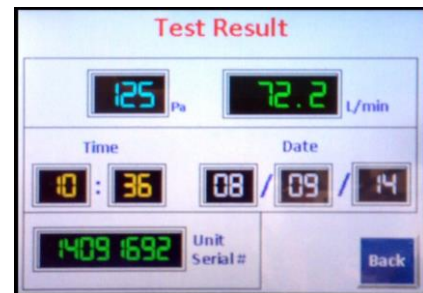 Test Result
125 Pa 72.2 L/min
Time Date
10 : 36 08 / 09 / 14
14091692 Unit Serial #
Back